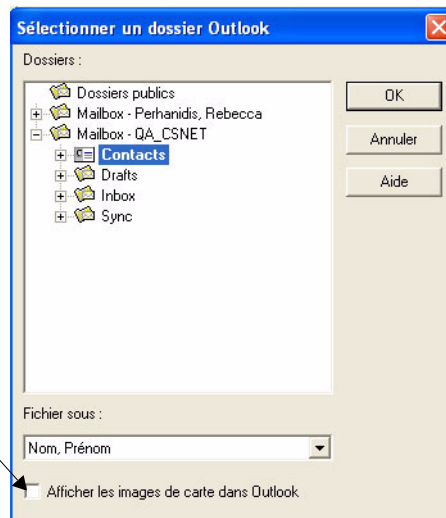 Sélectionner un dossier Outlook
Dossiers :
Dossiers publics
Mailbox - Perhanidis, Rebecca
Mailbox - QA_CSNET
Contacts
Drafts
Inbox
Sync
OK
Annuler
Aide
Fichier sous :
Nom, Prénom
Afficher les images de carte dans Outlook